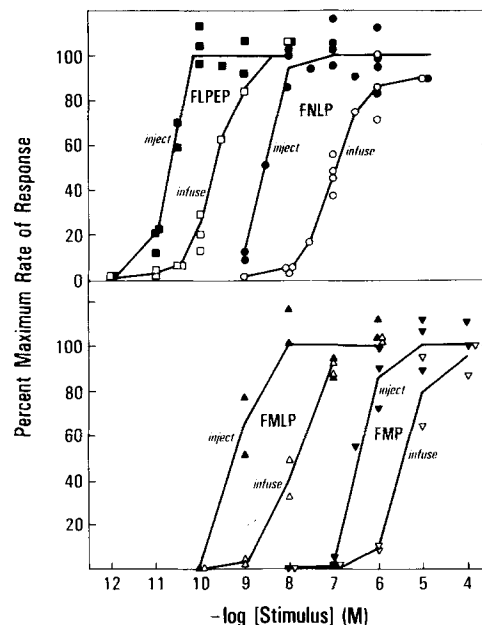 Percent Maximum Rate of Response
100
80
60
40
20
0
FLPEP
inject
infuse
FNLP
inject
infuse
100
80
60
40
20
FMLP
inject
infuse
FMP
inject
infuse
12 11 10 9 8 7 6 5 4
-log [Stimulus] (M)